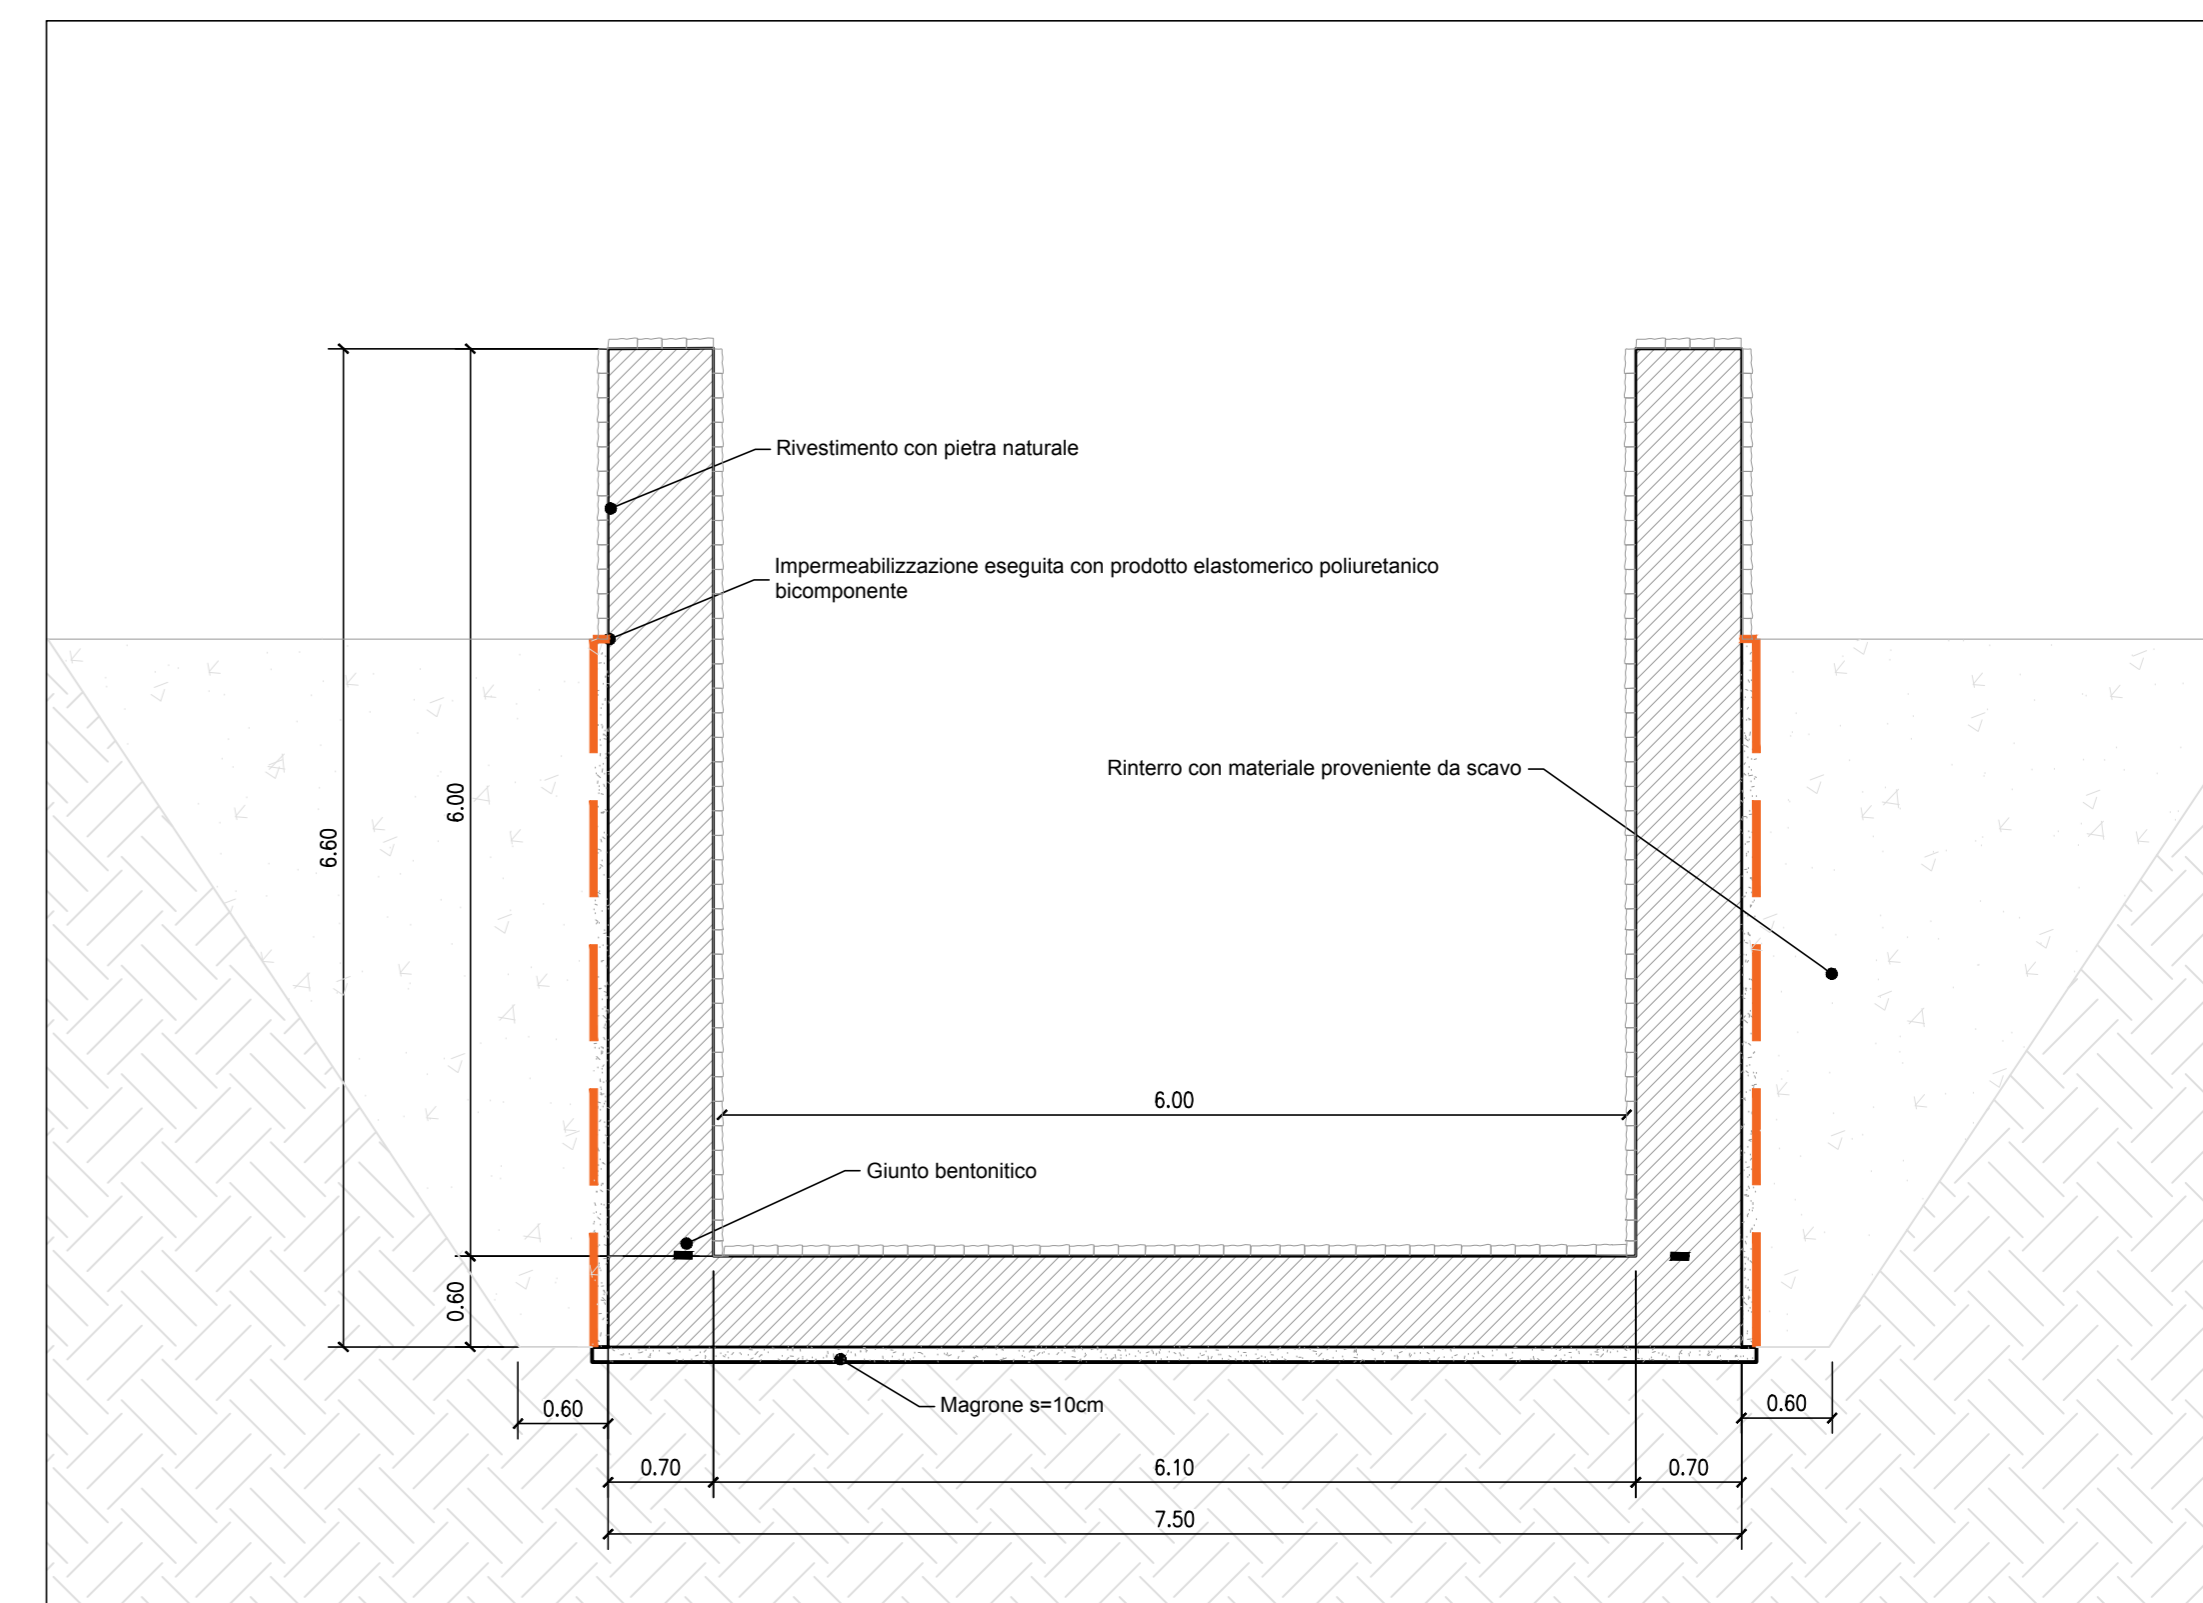 Rivestimento con pietra naturale
Impermeabilizzazione eseguita con prodotto elastomerico poliuretanico
bicomponente
Rinterro con materiale proveniente da scavo
6.00
6.60
6.00
Giunto bentonitico
0.60
Magrone s=10cm
0.60
0.60
0.70
6.10
0.70
7.50